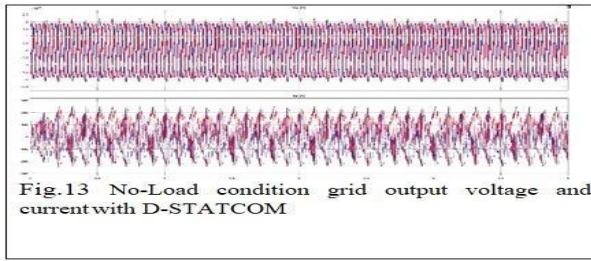 Fig.13 No-Load condition grid output voltage and
current with D-STATCOM